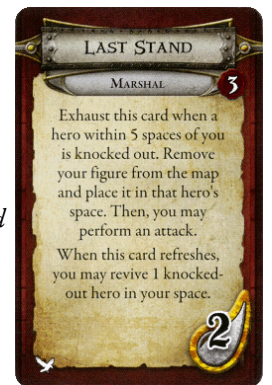 LAST STAND
MARSHAL
3
Exhaust this card when a
hero within 5 spaces of you
is knocked out. Remove
your figure from the map
and place it in that hero's
space. Then, you may
perform an attack.
When this card refreshes,
you may revive 1 knocked-
out hero in your space.
2